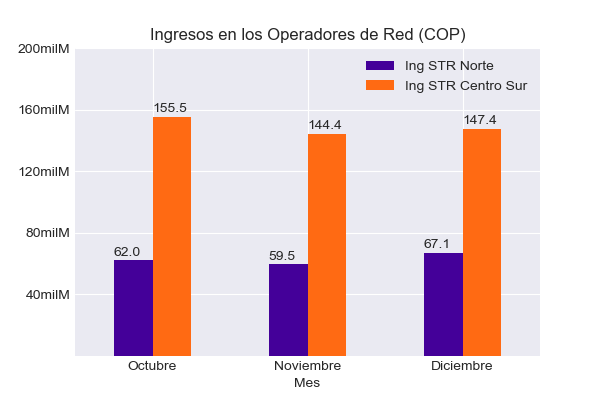 Ingresos en los Operadores de Red (COP)
200milM
160milM
120milM
80milM
40milM
Ing STR Norte
Ing STR Centro Sur
62.0
155.5
59.5
144.4
67.1
147.4
Octubre
Noviembre
Diciembre
Mes